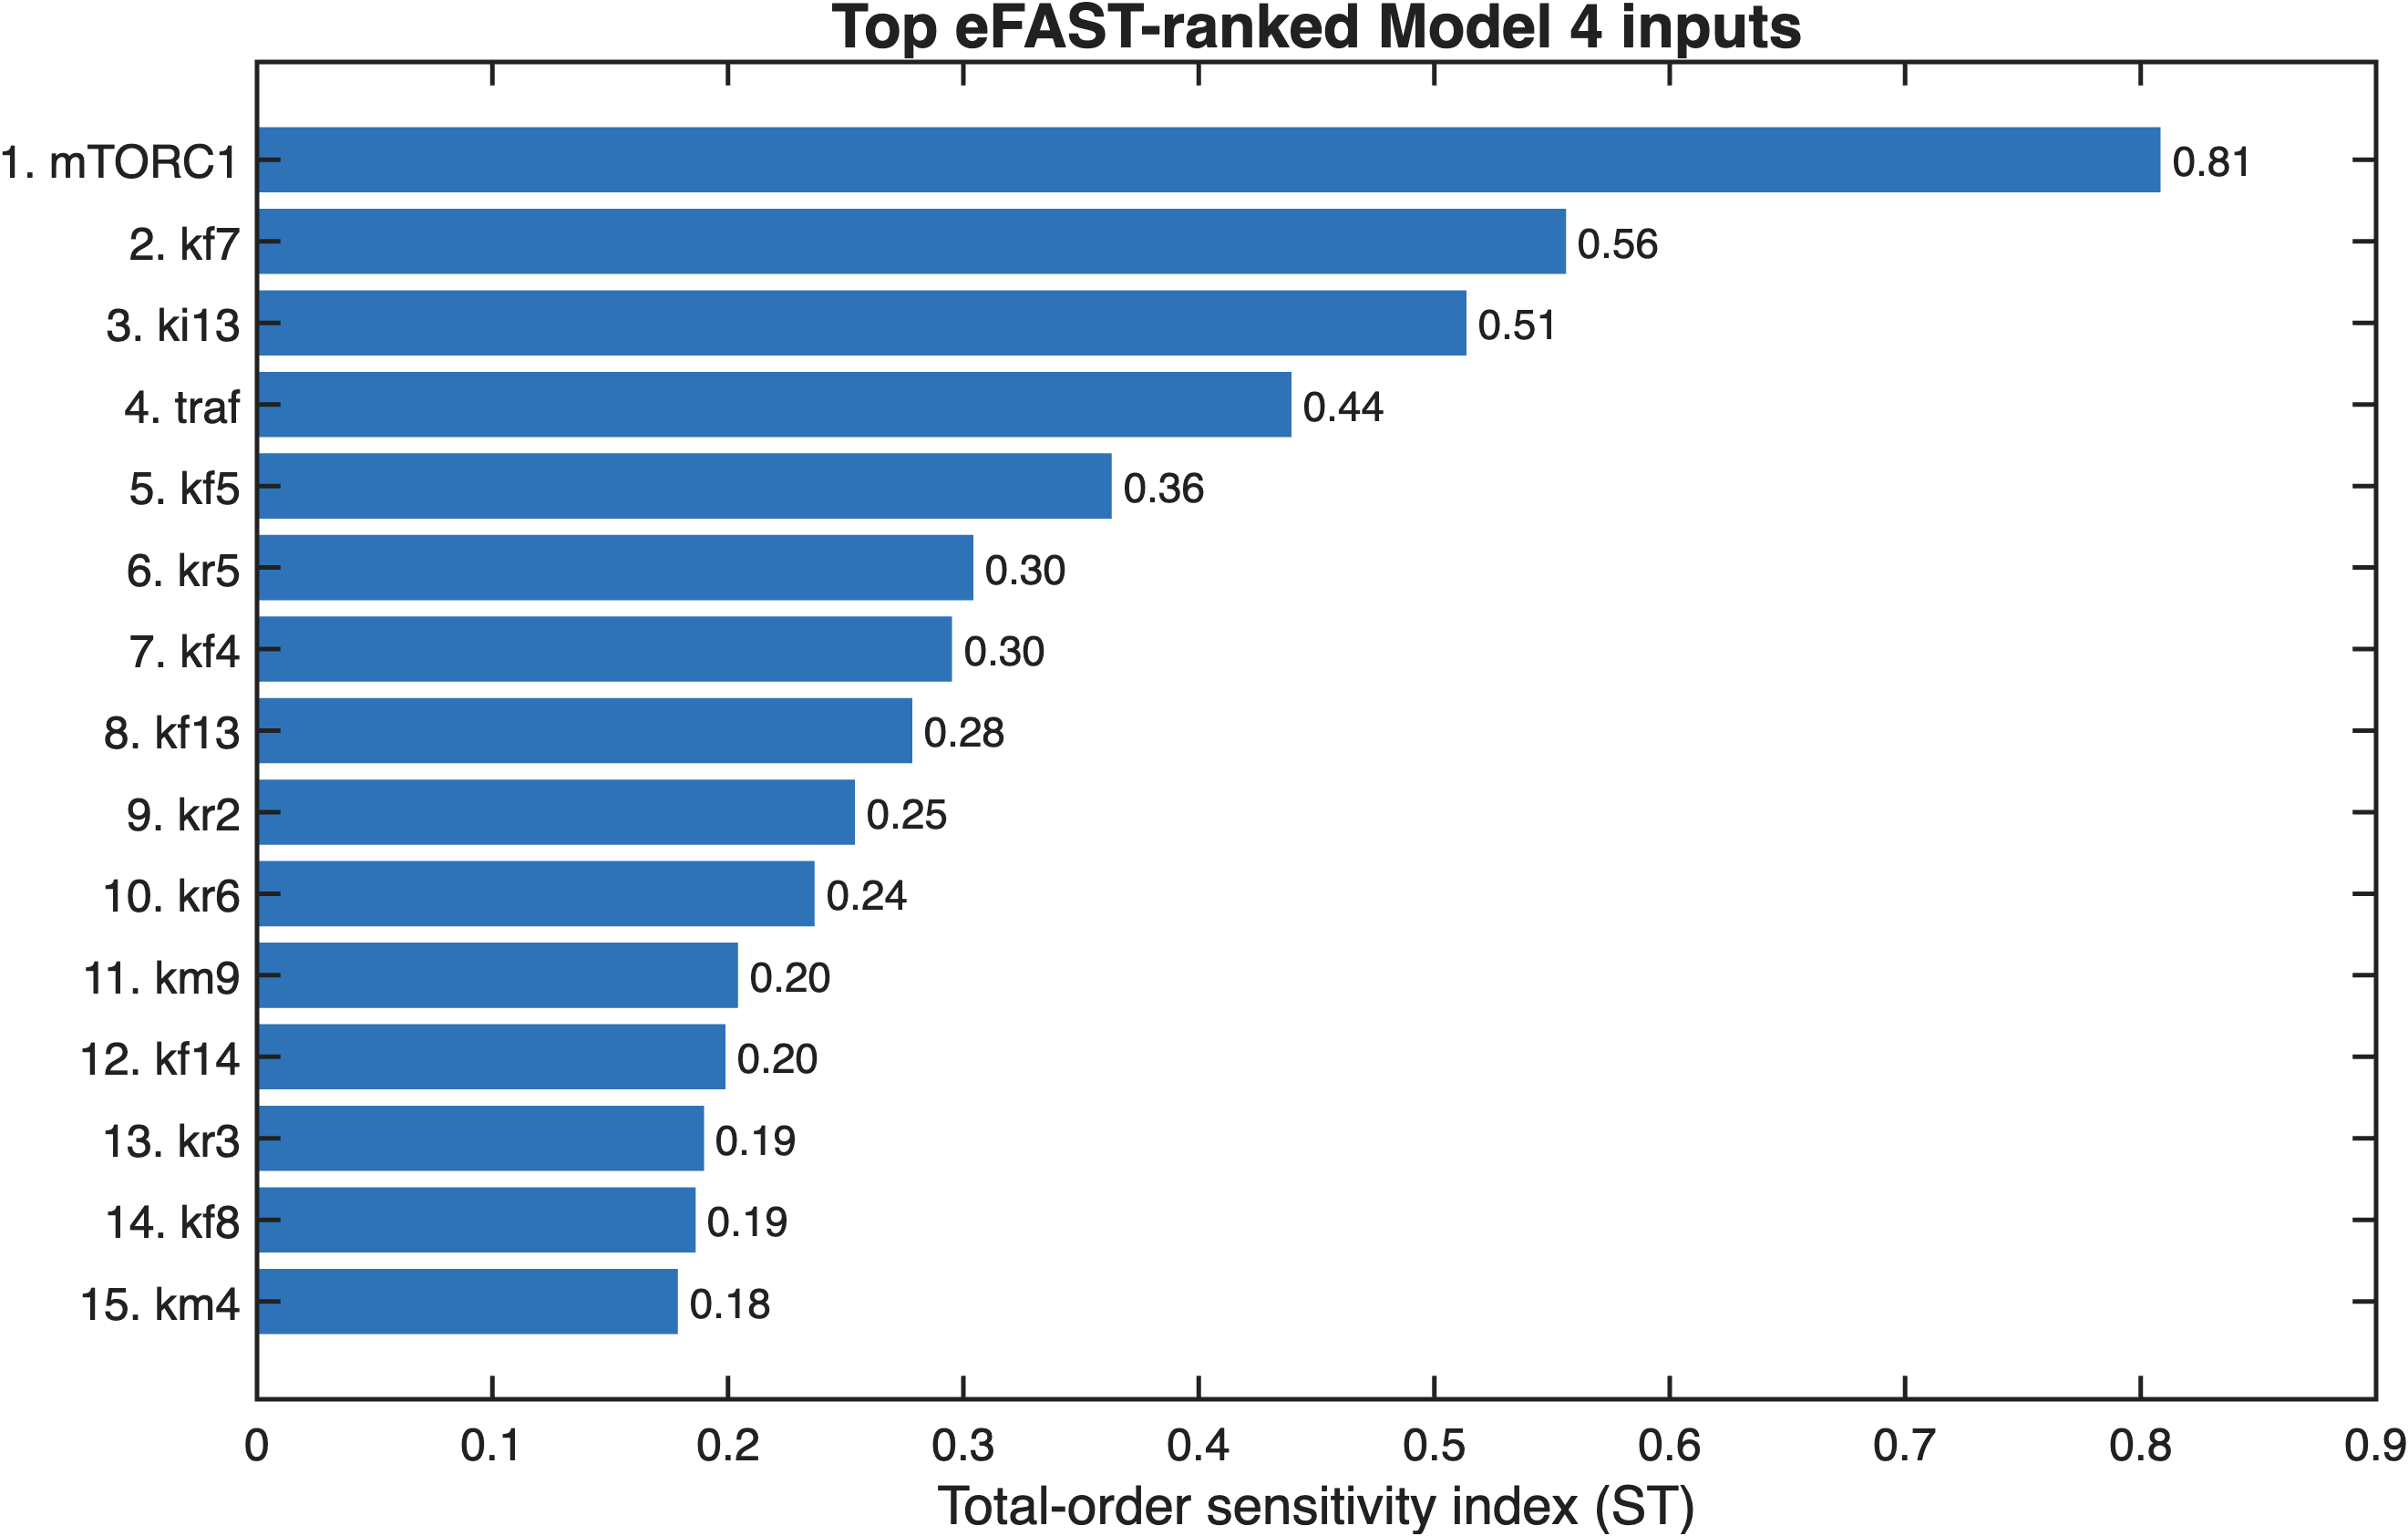 Top eFAST-ranked Model 4 inputs
1. mTORC1 0.81
2. kf7 0.56
3. ki13 0.51
4. traf 0.44
5. kf5 0.36
6. kr5 0.30
7. kf4 0.30
8. kf13 0.28
9. kr2 0.25
10. kr6 0.24
11. km9 0.20
12. kf14 0.20
13. kr3 0.19
14. kf8 0.19
15. km4 0.18
0 0.1 0.2 0.3 0.4 0.5 0.6 0.7 0.8 0.9
Total-order sensitivity index (ST)